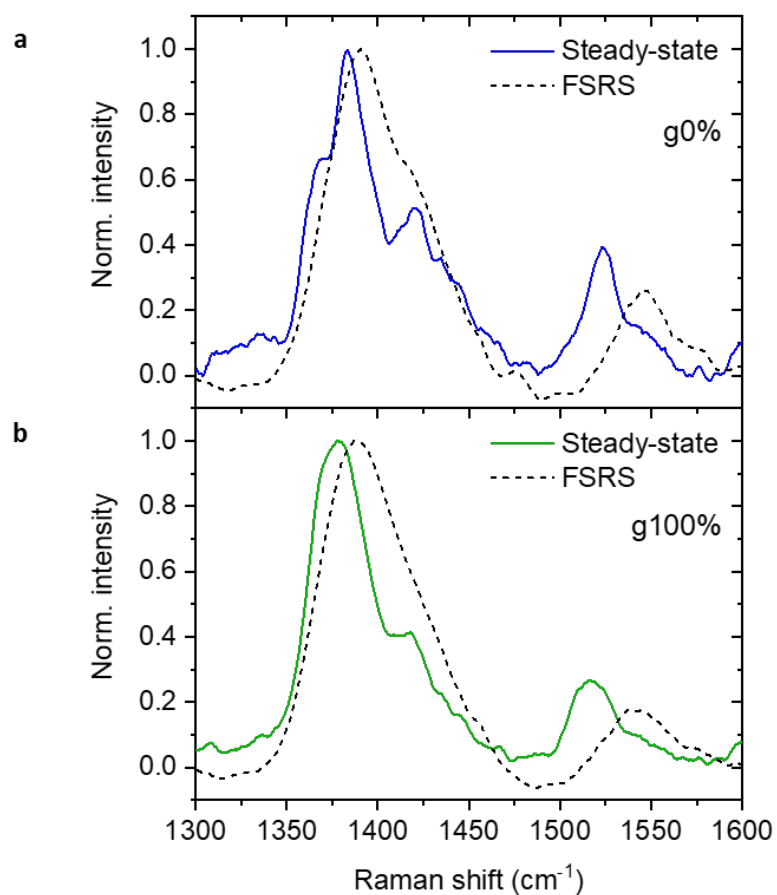 a
Steady-state
FSRS
g0%
1.0
0.8
0.6
0.4
0.2
0.0
Norm. intensity
b
Steady-state
FSRS
g100%
1.0
0.8
0.6
0.4
0.2
0.0
Norm. intensity
1300 1350 1400 1450 1500 1550 1600
Raman shift (cm⁻¹)